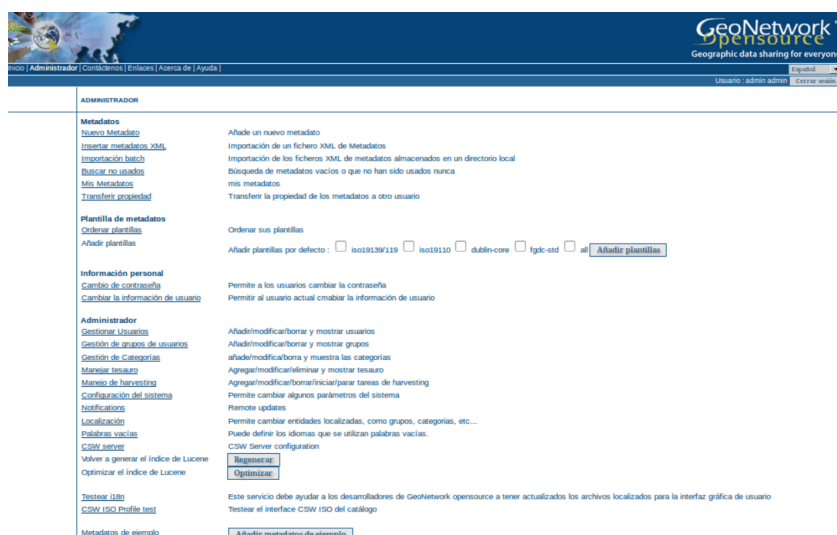 GeoNetwork
Opensource
Geographic data sharing for everyone
Inicio | Administrador | Contáctenos | Enlaces | Acerca de | Ayuda |
Español
Usuario : admin admin Cerrar sesión
ADMINISTRADOR
Metadatos
Nuevo Metadato Añade un nuevo metadato
Insertar metadatos XML Importación de un fichero XML de Metadatos
Importación batch Importación de los ficheros XML de metadatos almacenados en un directorio local
Buscar no usados Búsqueda de metadatos vacíos o que no han sido usados nunca
Mis Metadatos mis metadatos
Transferir propiedad Transferir la propiedad de los metadatos a otro usuario
Plantilla de metadatos
Ordenar plantillas Ordenar sus plantillas
Añadir plantillas Añadir plantillas por defecto : iso19139/119 iso19110 dublin-core fgdc-std all Añadir plantillas
Información personal
Cambio de contraseña Permite a los usuarios cambiar la contraseña
Cambiar la información de usuario Permitir al usuario actual cmabiar la información de usuario
Administrador
Gestionar Usuarios Añadir/modificar/borrar y mostrar usuarios
Gestión de grupos de usuarios Añadir/modificar/borrar y mostrar grupos
Gestión de Categorías añade/modifica/borra y muestra las categorías
Manejar tesauro Agregar/modificar/eliminar y mostrar tesauro
Manejo de harvesting Agregar/modificar/borrar/iniciar/parar tareas de harvesting
Configuración del sistema Permite cambiar algunos parámetros del sistema
Notifications Remote updates
Localización Permite cambiar entidades localizadas, como grupos, categorias, etc...
Palabras vacías Puede definir los idiomas que se utilizan palabras vacías.
CSW server CSW Server configuration
Volver a generar el índice de Lucene Regenerar
Optimizar el índice de Lucene Optimizar
Testear i18n Este servicio debe ayudar a los desarrolladores de GeoNetwork opensource a tener actualizados los archivos localizados para la interfaz gráfica de usuario
CSW ISO Profile test Testear el interface CSW ISO del catálogo
Metadatos de ejemplo Añadir metadatos de ejemplo